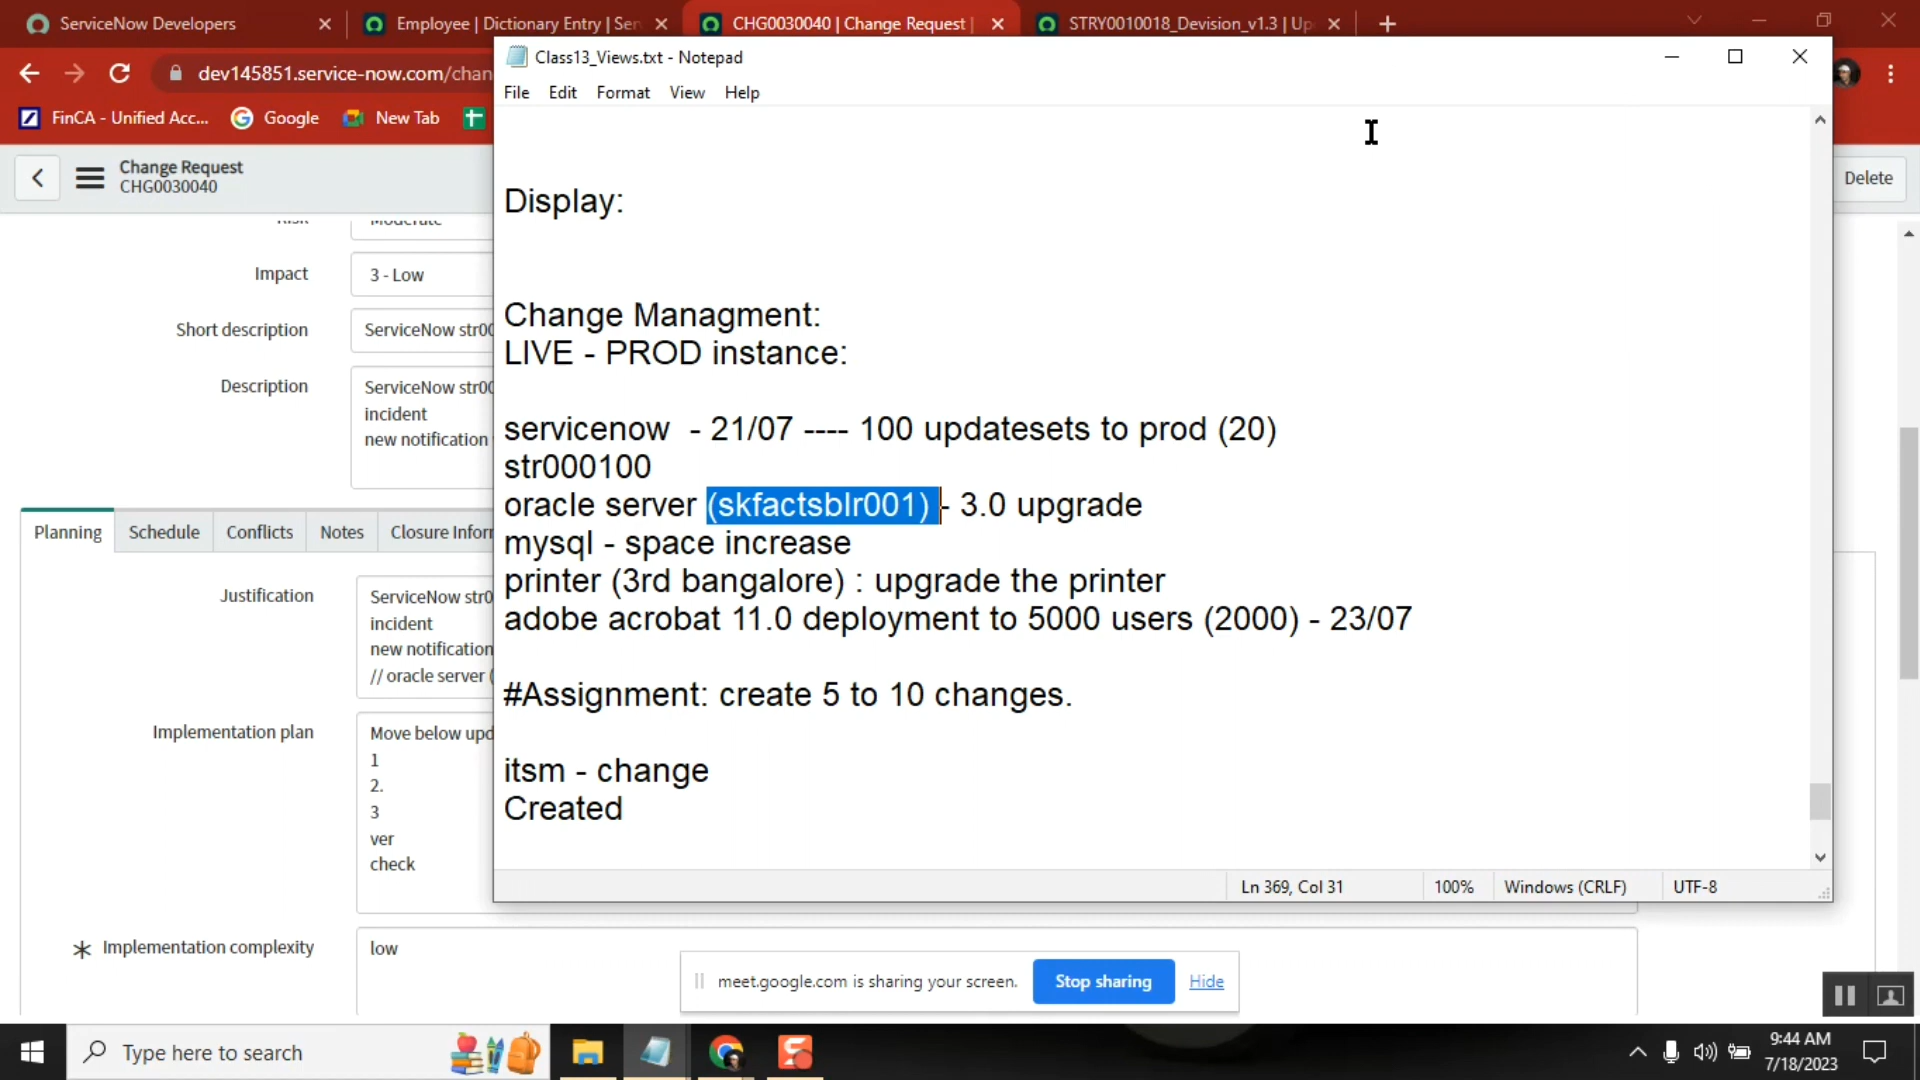 ServiceNow Developers
Employee | Dictionary Entry | Ser
CHG0030040 | Change Request |
STRY0010018_Devision_v1.3 | Up
dev145851.service-now.com/chan
FinCA - Unified Acc...
Google
New Tab
Class13_Views.txt - Notepad
File Edit Format View Help
Change Request
CHG0030040
Delete
Risk
Moderate
Impact
3 - Low
Short description
ServiceNow str00
Description
ServiceNow str00
incident
new notification
Planning
Schedule
Conflicts
Notes
Closure Inforr
Justification
ServiceNow str0
incident
new notification
// oracle server (
Implementation plan
Move below upd
1
2.
3
ver
check
Implementation complexity
low
Display:
Change Managment:
LIVE - PROD instance:
servicenow - 21/07 ---- 100 updatesets to prod (20)
str000100
oracle server (skfactsblr001) - 3.0 upgrade
mysql - space increase
printer (3rd bangalore) : upgrade the printer
adobe acrobat 11.0 deployment to 5000 users (2000) - 23/07
#Assignment: create 5 to 10 changes.
itsm - change
Created
Ln 369, Col 31
100%
Windows (CRLF)
UTF-8
meet.google.com is sharing your screen.
Stop sharing
Hide
Type here to search
9:44 AM
7/18/2023